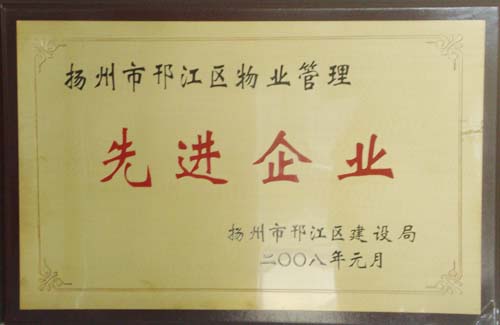 扬州市邗江区物业管理
先进企业
扬州市邗江区建设局
二〇〇八年元月